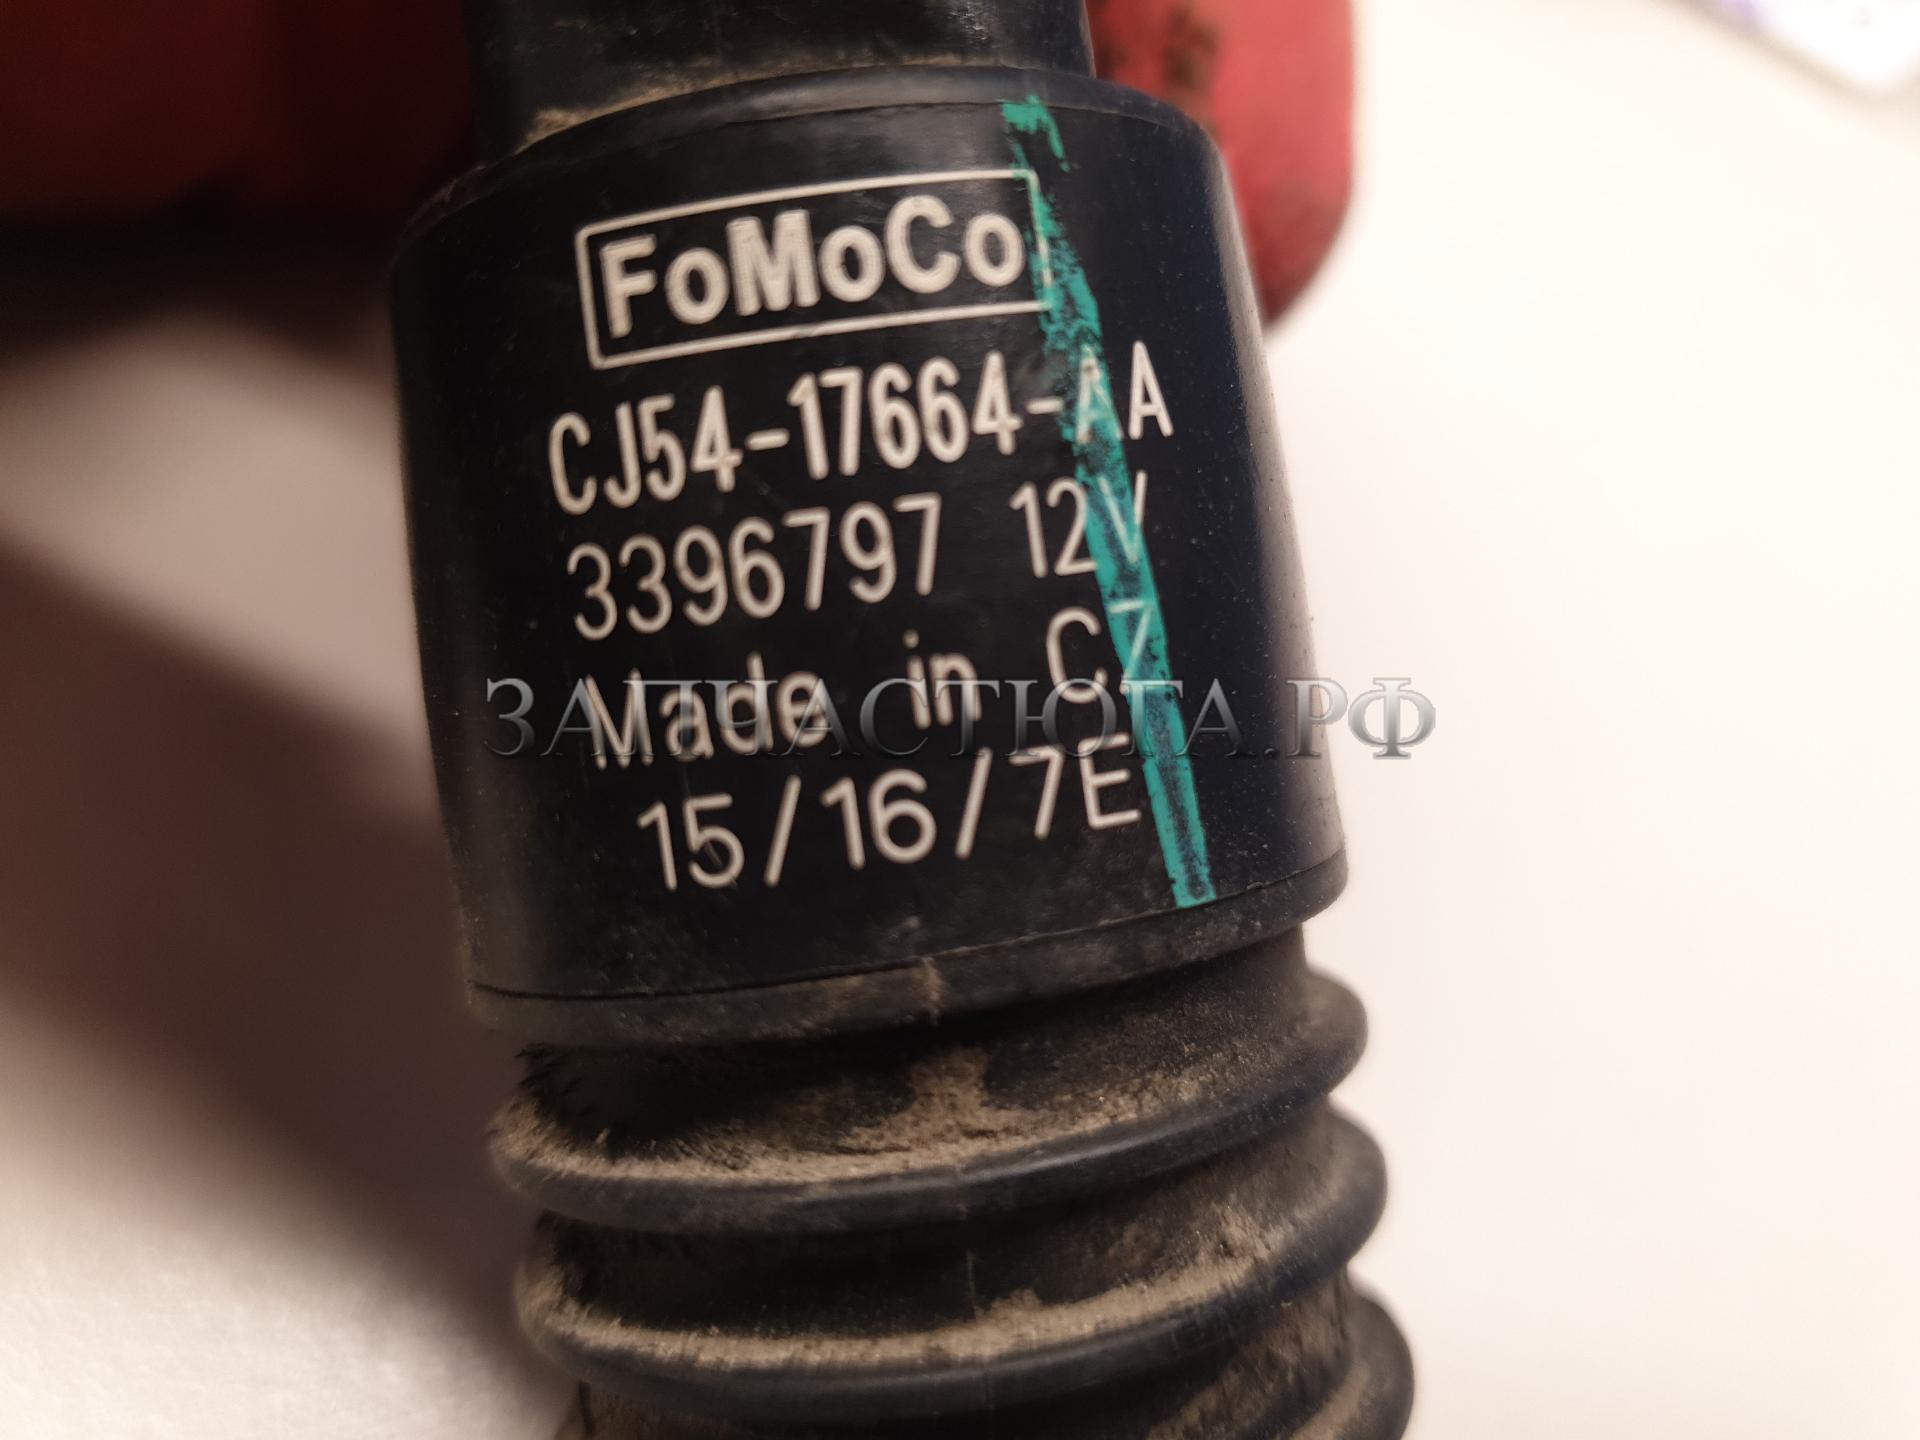 FoMoCo
CJ54-17664-AA
3396797 12V
Made in CZ
ЗАПЧАСТЮГА.РФ
15/16/7E